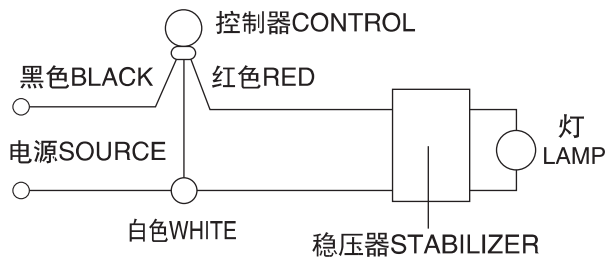 控制器CONTROL
黑色BLACK
红色RED
电源SOURCE
灯
LAMP
白色WHITE
稳压器STABILIZER